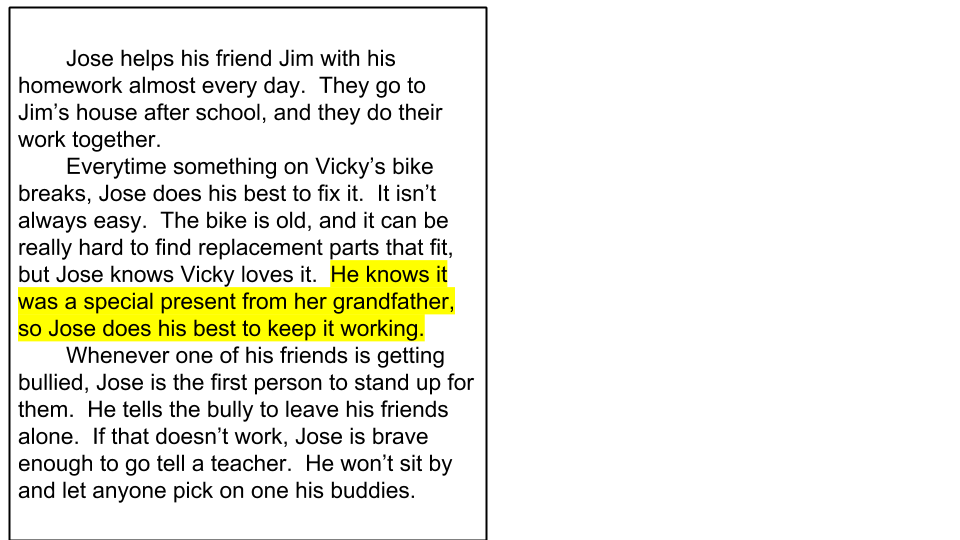 Jose helps his friend Jim with his
homework almost every day.  They go to
Jim’s house after school, and they do their
work together.
Everytime something on Vicky’s bike
breaks, Jose does his best to fix it.  It isn’t
always easy.  The bike is old, and it can be
really hard to find replacement parts that fit,
but Jose knows Vicky loves it.  He knows it
was a special present from her grandfather,
so Jose does his best to keep it working.
Whenever one of his friends is getting
bullied, Jose is the first person to stand up for
them.  He tells the bully to leave his friends
alone.  If that doesn’t work, Jose is brave
enough to go tell a teacher.  He won’t sit by
and let anyone pick on one his buddies.